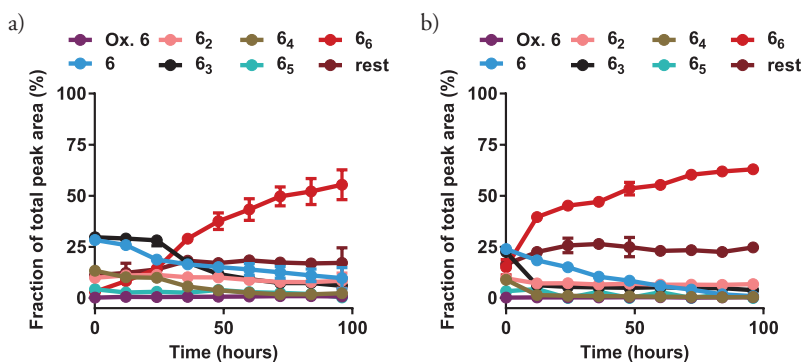 a)
Ox. 6 6₂ 6₄ 6₆
6 6₃ 6₅ rest
Fraction of total peak area (%)
100
75
50
25
0
0 50 100
Time (hours)
b)
Ox. 6 6₂ 6₄ 6₆
6 6₃ 6₅ rest
Fraction of total peak area (%)
100
75
50
25
0
0 50 100
Time (hours)